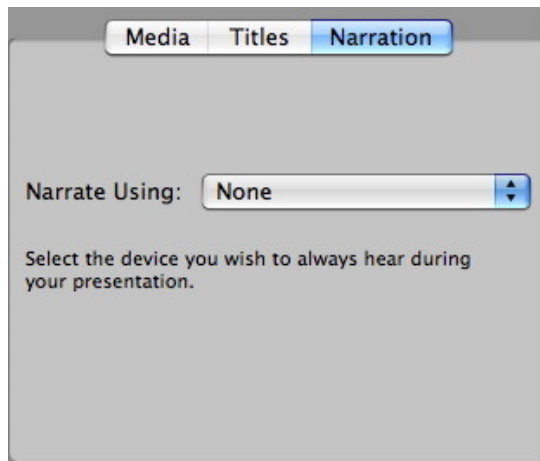 Media Titles Narration
Narrate Using: None
Select the device you wish to always hear during
your presentation.